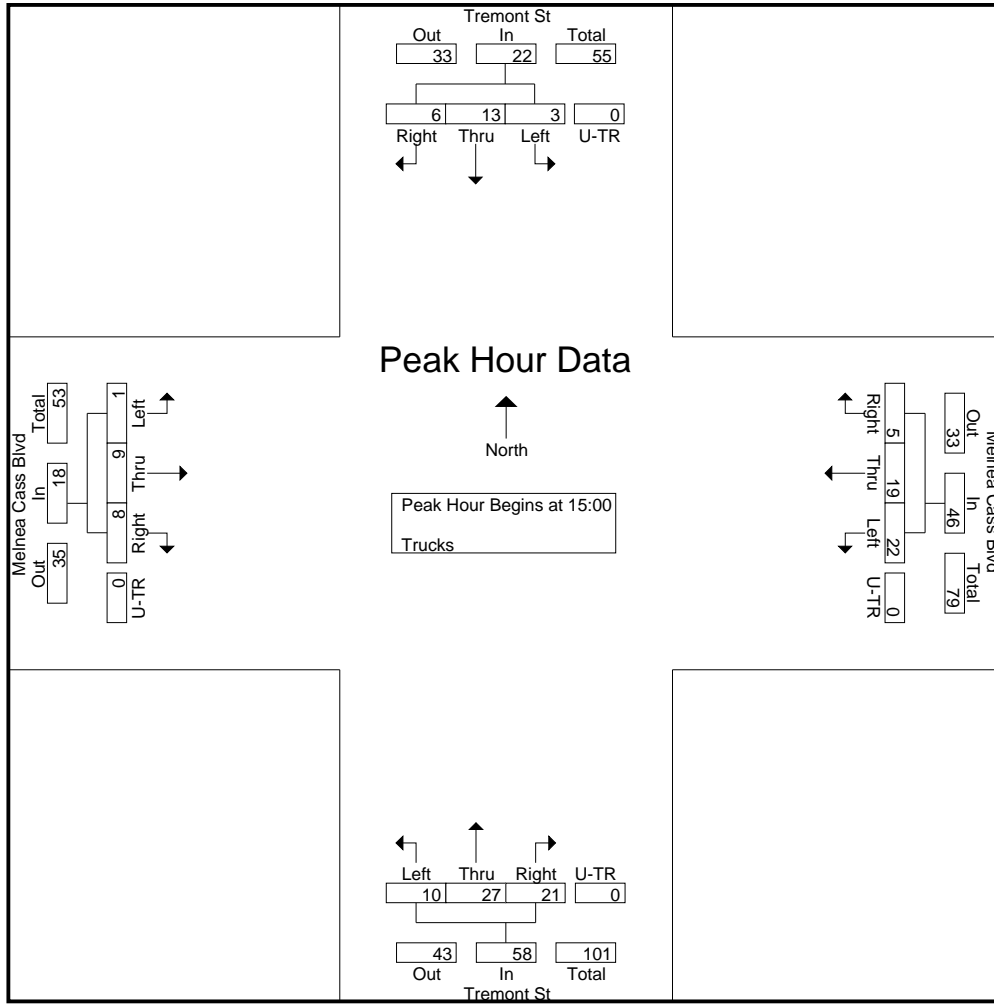 Tremont St
Out In Total
33 22 55
6 13 3 0
Right Thru Left U-TR
Peak Hour Data
North
Peak Hour Begins at 15:00
Trucks
Melnea Cass Blvd
Total In Out
53 18 35
1 9 8 0
Left Thru Right U-TR
Melnea Cass Blvd
Out In Total
33 46 79
5 19 22 0
Right Thru Left U-TR
Left Thru Right U-TR
10 27 21 0
43 58 101
Out In Total
Tremont St